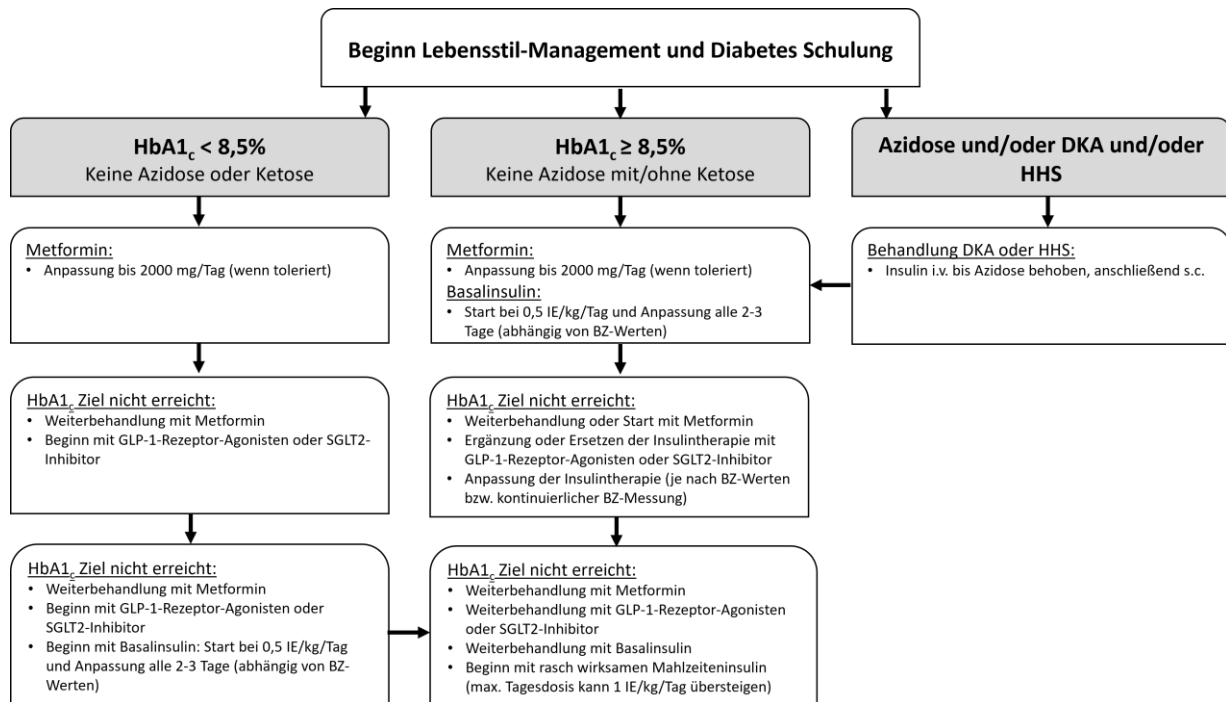 Beginn Lebensstil-Management und Diabetes Schulung
HbA1c < 8,5%
Keine Azidose oder Ketose
HbA1c ≥ 8,5%
Keine Azidose mit/ohne Ketose
Azidose und/oder DKA und/oder
HHS
Metformin:
• Anpassung bis 2000 mg/Tag (wenn toleriert)
Metformin:
• Anpassung bis 2000 mg/Tag (wenn toleriert)
Basalinsulin:
• Start bei 0,5 IE/kg/Tag und Anpassung alle 2-3
Tage (abhängig von BZ-Werten)
Behandlung DKA oder HHS:
• Insulin i.v. bis Azidose behoben, anschließend s.c.
HbA1c Ziel nicht erreicht:
• Weiterbehandlung mit Metformin
• Beginn mit GLP-1-Rezeptor-Agonisten oder SGLT2-
Inhibitor
HbA1c Ziel nicht erreicht:
• Weiterbehandlung oder Start mit Metformin
• Ergänzung oder Ersetzen der Insulintherapie mit
GLP-1-Rezeptor-Agonisten oder SGLT2-Inhibitor
• Anpassung der Insulintherapie (je nach BZ-Werten
bzw. kontinuierlicher BZ-Messung)
HbA1c Ziel nicht erreicht:
• Weiterbehandlung mit Metformin
• Beginn mit GLP-1-Rezeptor-Agonisten oder
SGLT2-Inhibitor
• Beginn mit Basalinsulin: Start bei 0,5 IE/kg/Tag
und Anpassung alle 2-3 Tage (abhängig von BZ-
Werten)
HbA1c Ziel nicht erreicht:
• Weiterbehandlung mit Metformin
• Weiterbehandlung mit GLP-1-Rezeptor-Agonisten
oder SGLT2-Inhibitor
• Weiterbehandlung mit Basalinsulin
• Beginn mit rasch wirksamen Mahlzeiteninsulin
(max. Tagesdosis kann 1 IE/kg/Tag übersteigen)